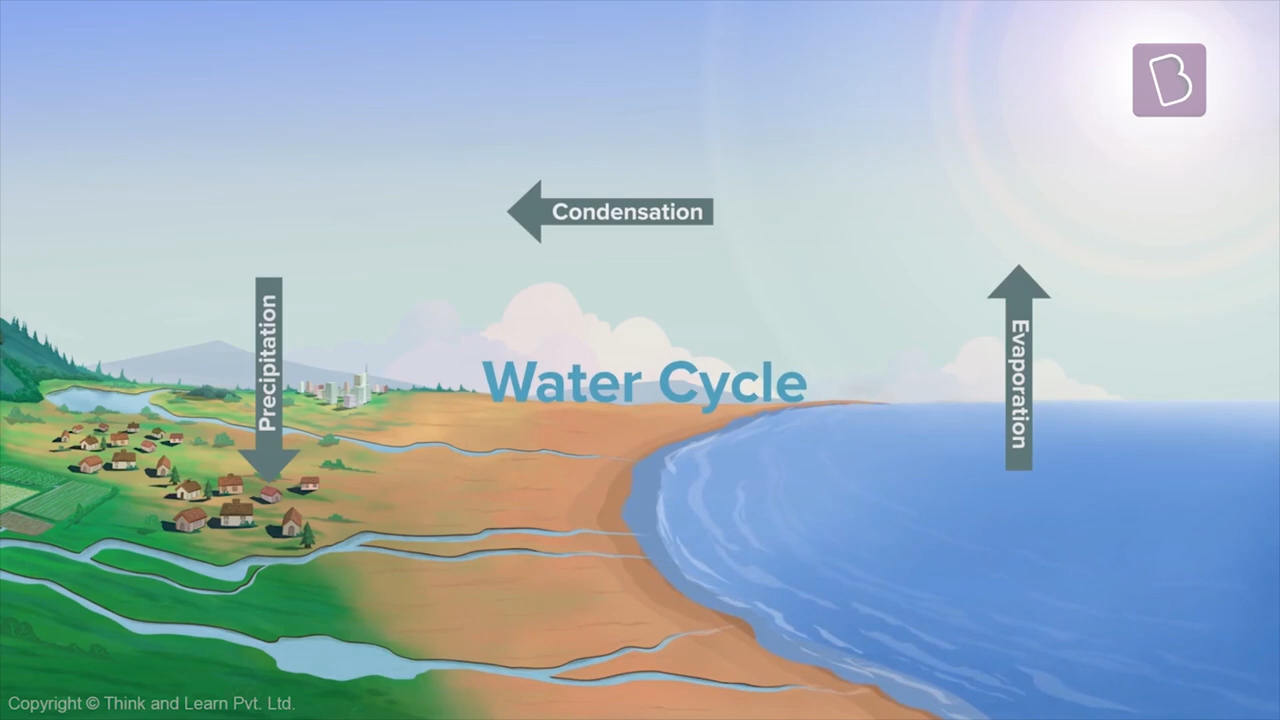 B
Condensation
Precipitation
Evaporation
Water Cycle
Copyright © Think and Learn Pvt. Ltd.